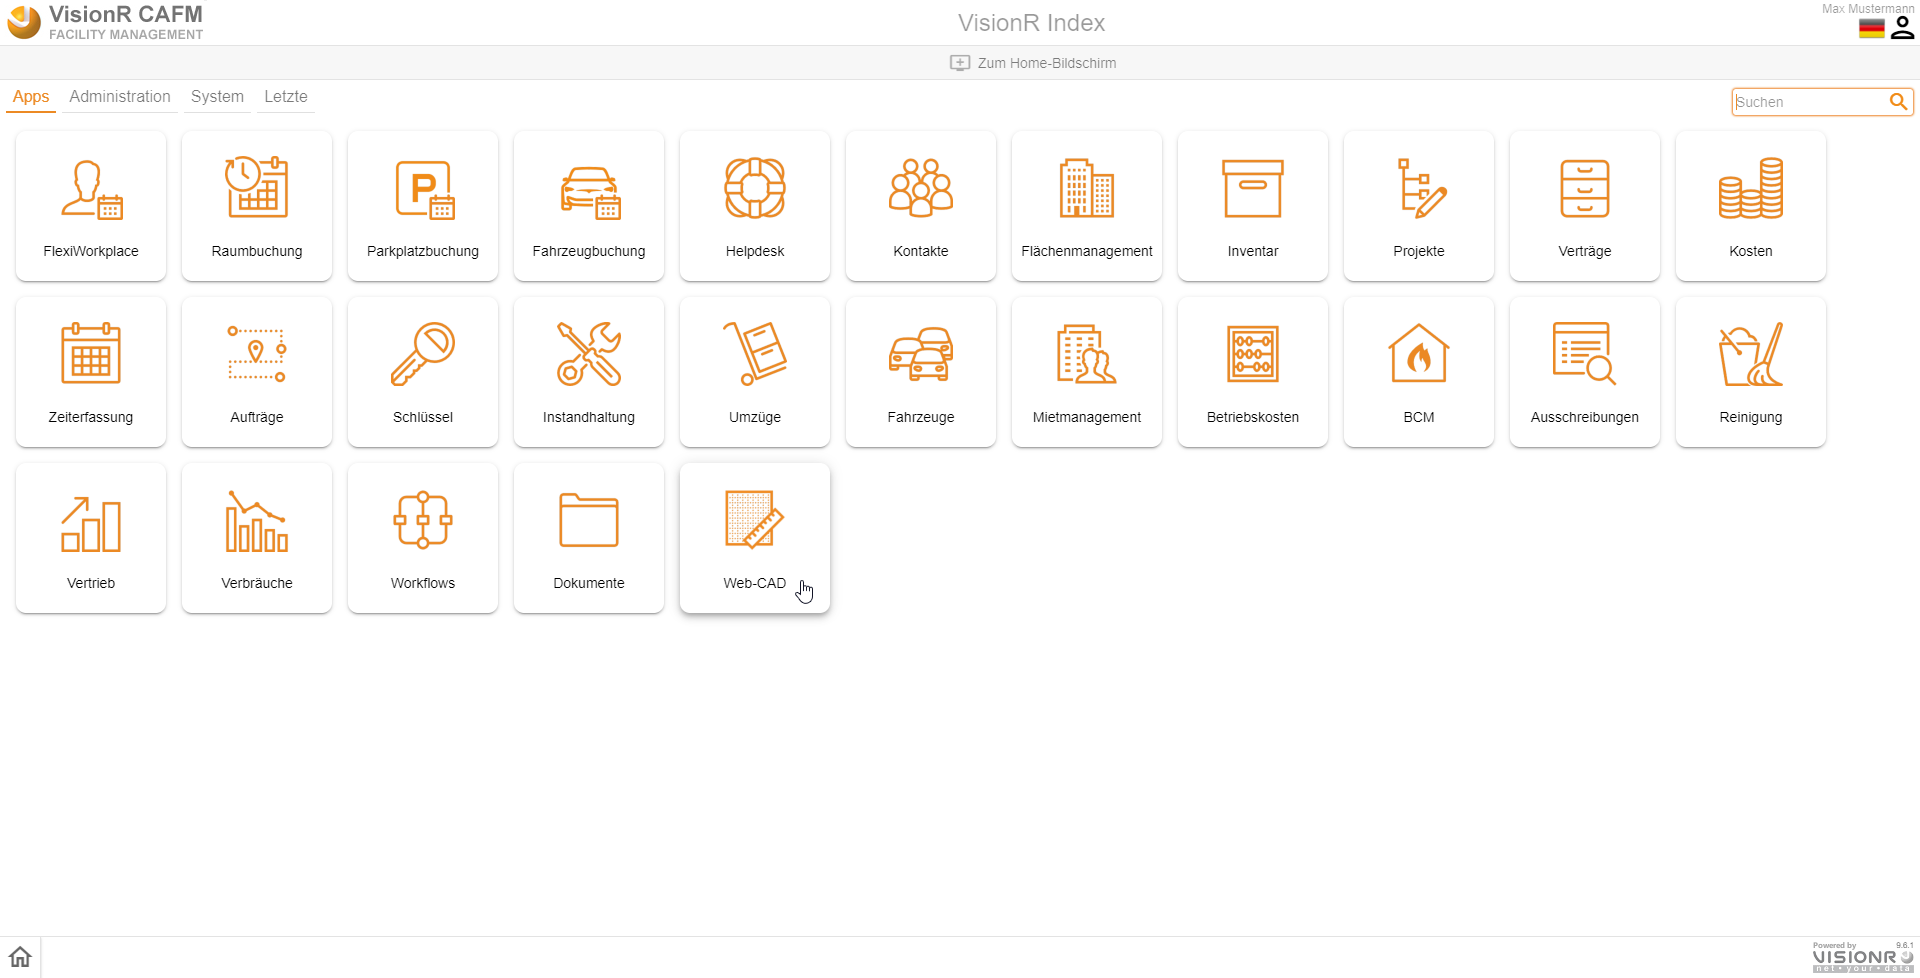 VisionR CAFM
FACILITY MANAGEMENT
VisionR Index
Max Mustermann
Zum Home-Bildschirm
Apps Administration System Letzte
Suchen
FlexiWorkplace Raumbuchung Parkplatzbuchung Fahrzeugbuchung Helpdesk Kontakte Flächenmanagement Inventar Projekte Verträge Kosten
P
Zeiterfassung Aufträge Schlüssel Instandhaltung Umzüge Fahrzeuge Mietmanagement Betriebskosten BCM Ausschreibungen Reinigung
Vertrieb Verbräuche Workflows Dokumente Web-CAD
Powered by 9.6.1
VISIONR
net • your • data